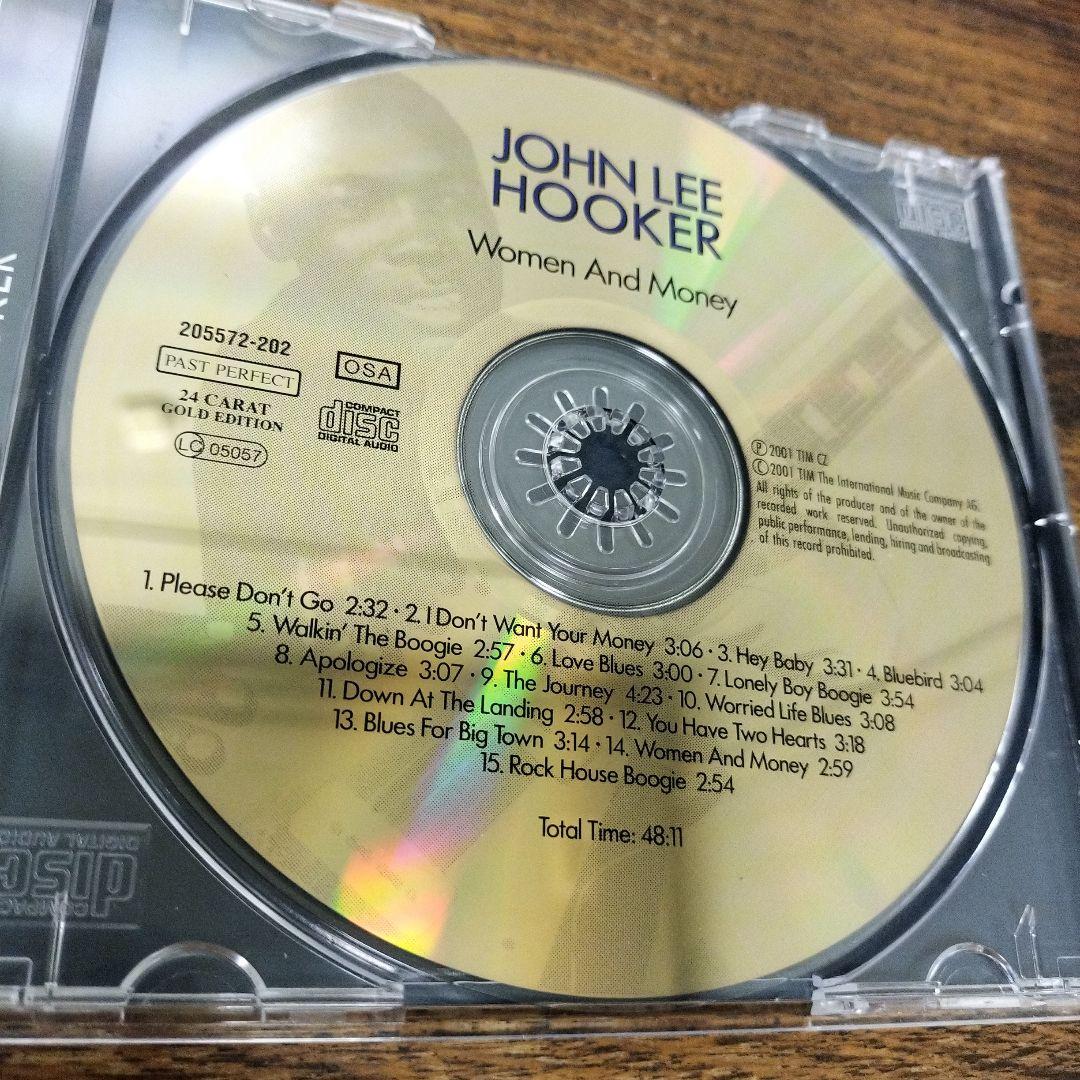 JOHN LEE
HOOKER
Women And Money
205572-202
PAST PERFECT
OSA
24 CARAT
GOLD EDITION
COMPACT
disc
DIGITAL AUDIO
LC 05057
Ⓟ 2001 TIM CZ
© 2001 TIM The International Music Company AG.
All rights of the producer and of the owner of the
recorded work reserved. Unauthorized copying,
public performance, lending, hiring and broadcasting
of this record prohibited.
1. Please Don't Go 2:32 · 2. I Don't Want Your Money 3:06 · 3. Hey Baby 3:31 · 4. Bluebird 3:04
5. Walkin' The Boogie 2:57 · 6. Love Blues 3:00 · 7. Lonely Boy Boogie 3:54
8. Apologize 3:07 · 9. The Journey 4:23 · 10. Worried Life Blues 3:08
11. Down At The Landing 2:58 · 12. You Have Two Hearts 3:18
13. Blues For Big Town 3:14 · 14. Women And Money 2:59
15. Rock House Boogie 2:54
Total Time: 48:11
COMPACT
disc
DIGITAL AUDIO
disc